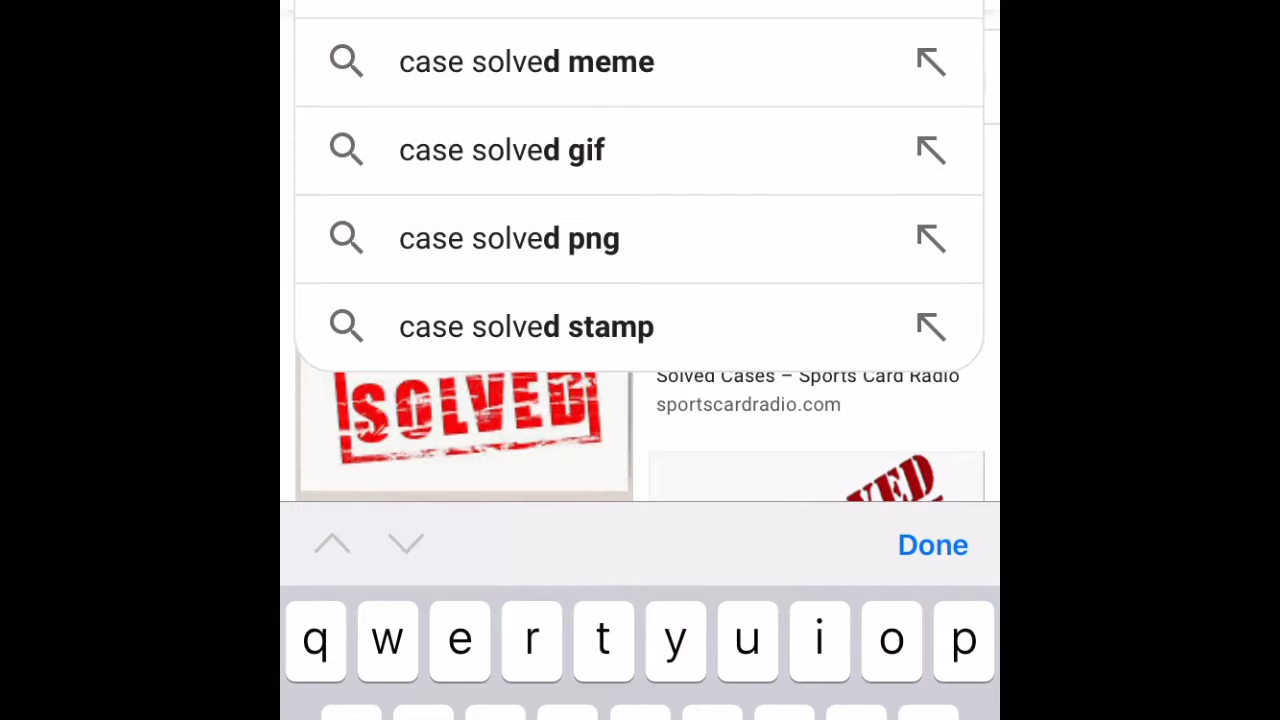 case solved meme
case solved gif
case solved png
case solved stamp
SOLVED
Solved Cases – Sports Card Radio
sportscardradio.com
VED
Done
q w e r t y u i o p